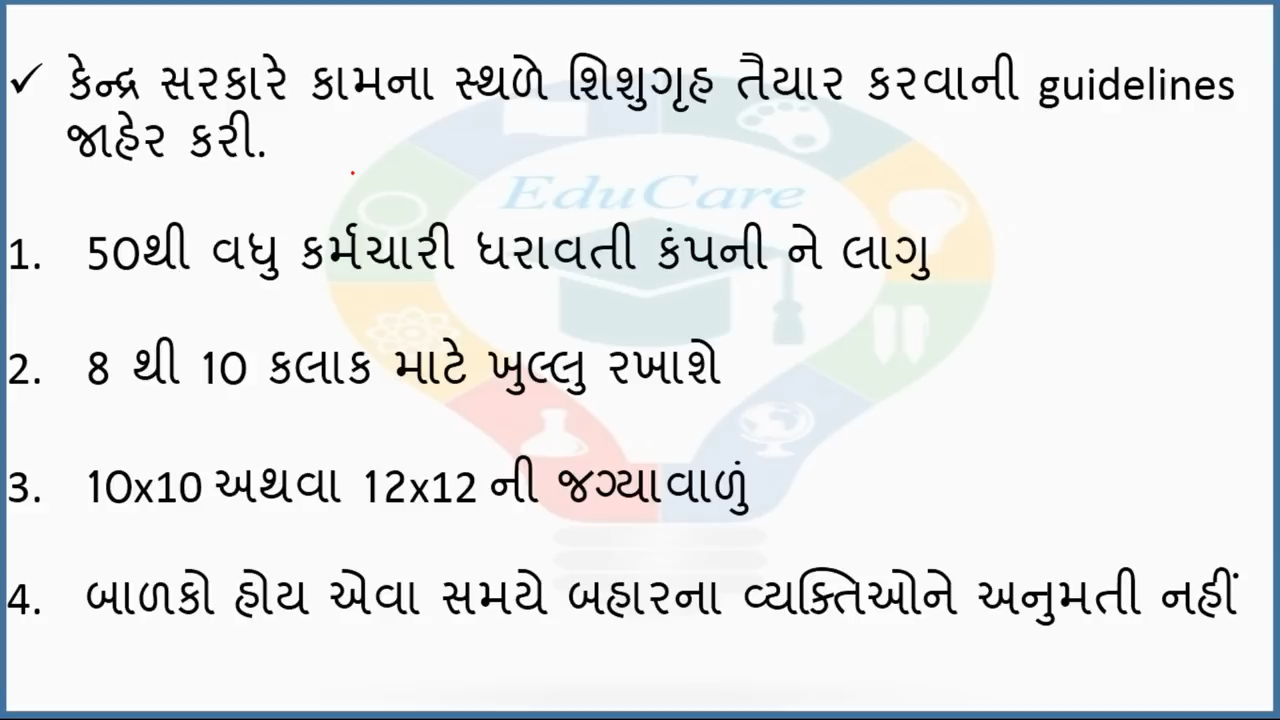 ✓ કેન્દ્ર સરકારે કામના સ્થળે શિશુગૃહ તૈયાર કરવાની guidelines
જાહેર કરી.
EduCare
1. 50થી વધુ કર્મચારી ધરાવતી કંપની ને લાગુ
2. 8 થી 10 કલાક માટે ખુલ્લુ રખાશે
3. 10x10 અથવા 12x12 ની જગ્યાવાળું
4. બાળકો હોય એવા સમયે બહારના વ્યક્તિઓને અનુમતી નહીં